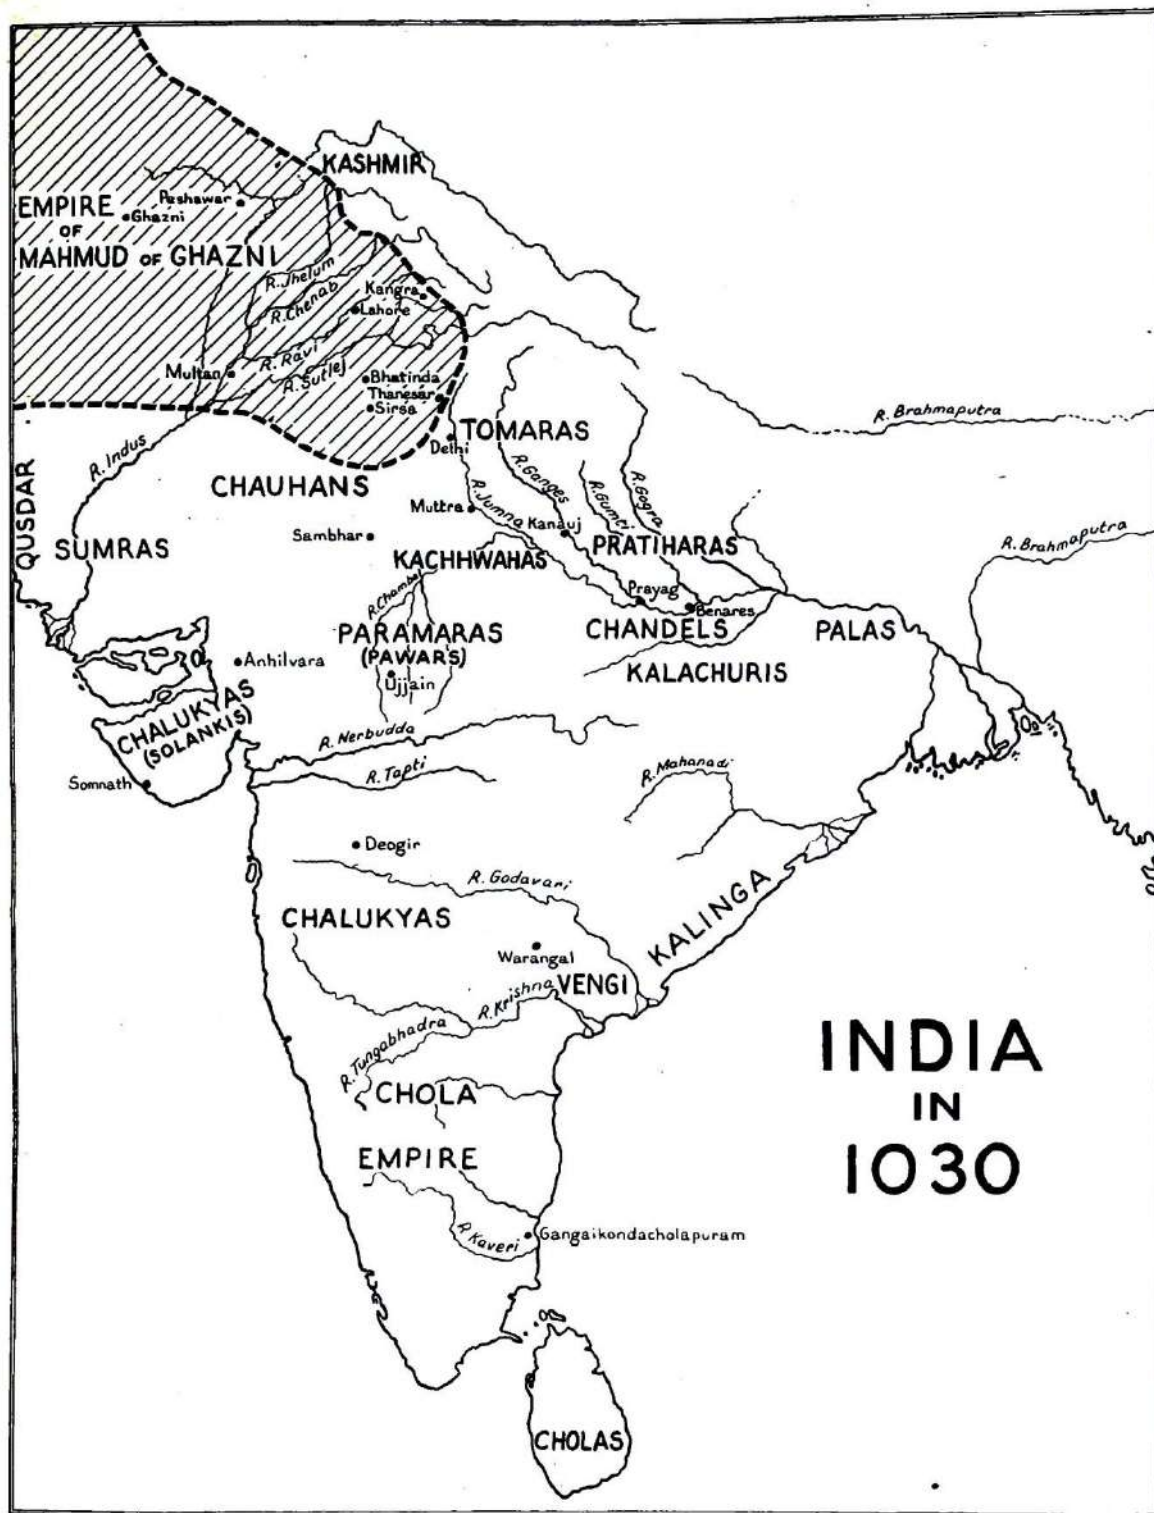 KASHMIR
Peshawar
EMPIRE
OF
MAHMUD OF GHAZNI
Ghazni
R. Jhelum
R. Chenab
Kangra
Lahore
R. Ravi
Multan
R. Sutlej
Bhatinda
Thanesar
Sirsa
R. Brahmaputra
TOMARAS
Delhi
R. Indus
QUSDAR
CHAUHANS
R. Ganges
R. Gumti
R. Gogra
Muttra
R. Jumna
Kanauj
Sambhar
SUMRAS
KACHHWAHAS
PRATIHARAS
R. Brahmaputra
R. Chambal
Prayag
Benares
PARAMARAS
(PAWARS)
CHANDELS
PALAS
Anhilvara
Ujjain
KALACHURIS
CHALUKYAS
(SOLANKIS)
R. Nerbudda
Somnath
R. Tapti
R. Mahanadi
Deogir
R. Godavari
CHALUKYAS
KALINGA
Warangal
VENGI
R. Krishna
R. Tungabhadra
INDIA
IN
1030
CHOLA
EMPIRE
R. Kaveri
Gangaikondacholapuram
CHOLAS